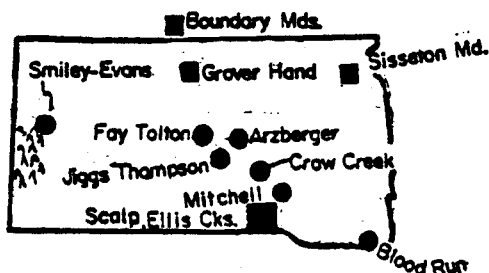 Boundary Mds.
Sisseton Md.
Smiley-Evans
Grover Hand
Fay Tolton
Arzberger
Jiggs Thompson
Crow Creek
Mitchell
Scalp, Ellis Cks.
Blood Run